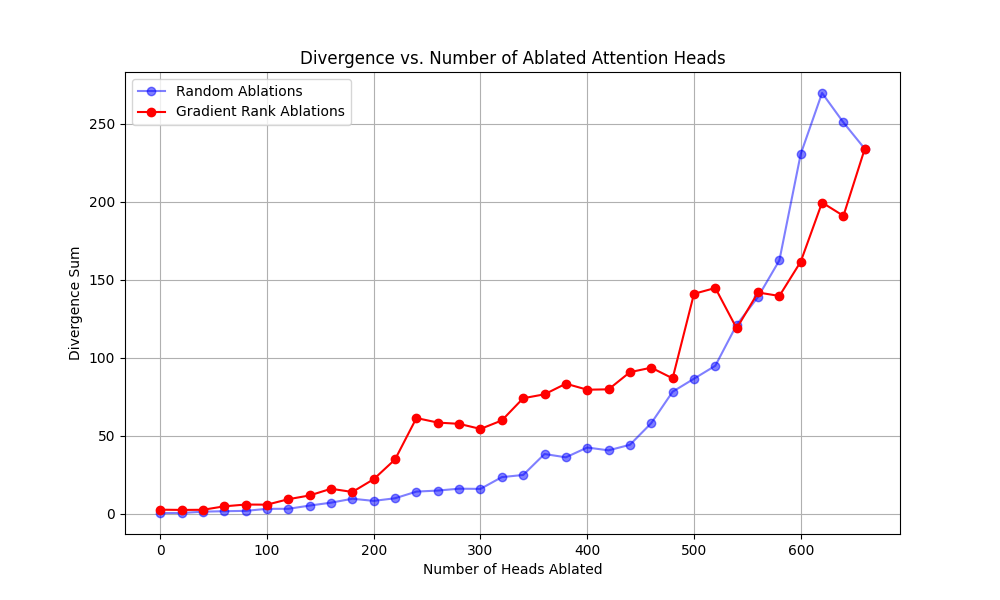 Divergence vs. Number of Ablated Attention Heads
Random Ablations
Gradient Rank Ablations
250
200
150
100
50
0
Divergence Sum
0 100 200 300 400 500 600
Number of Heads Ablated